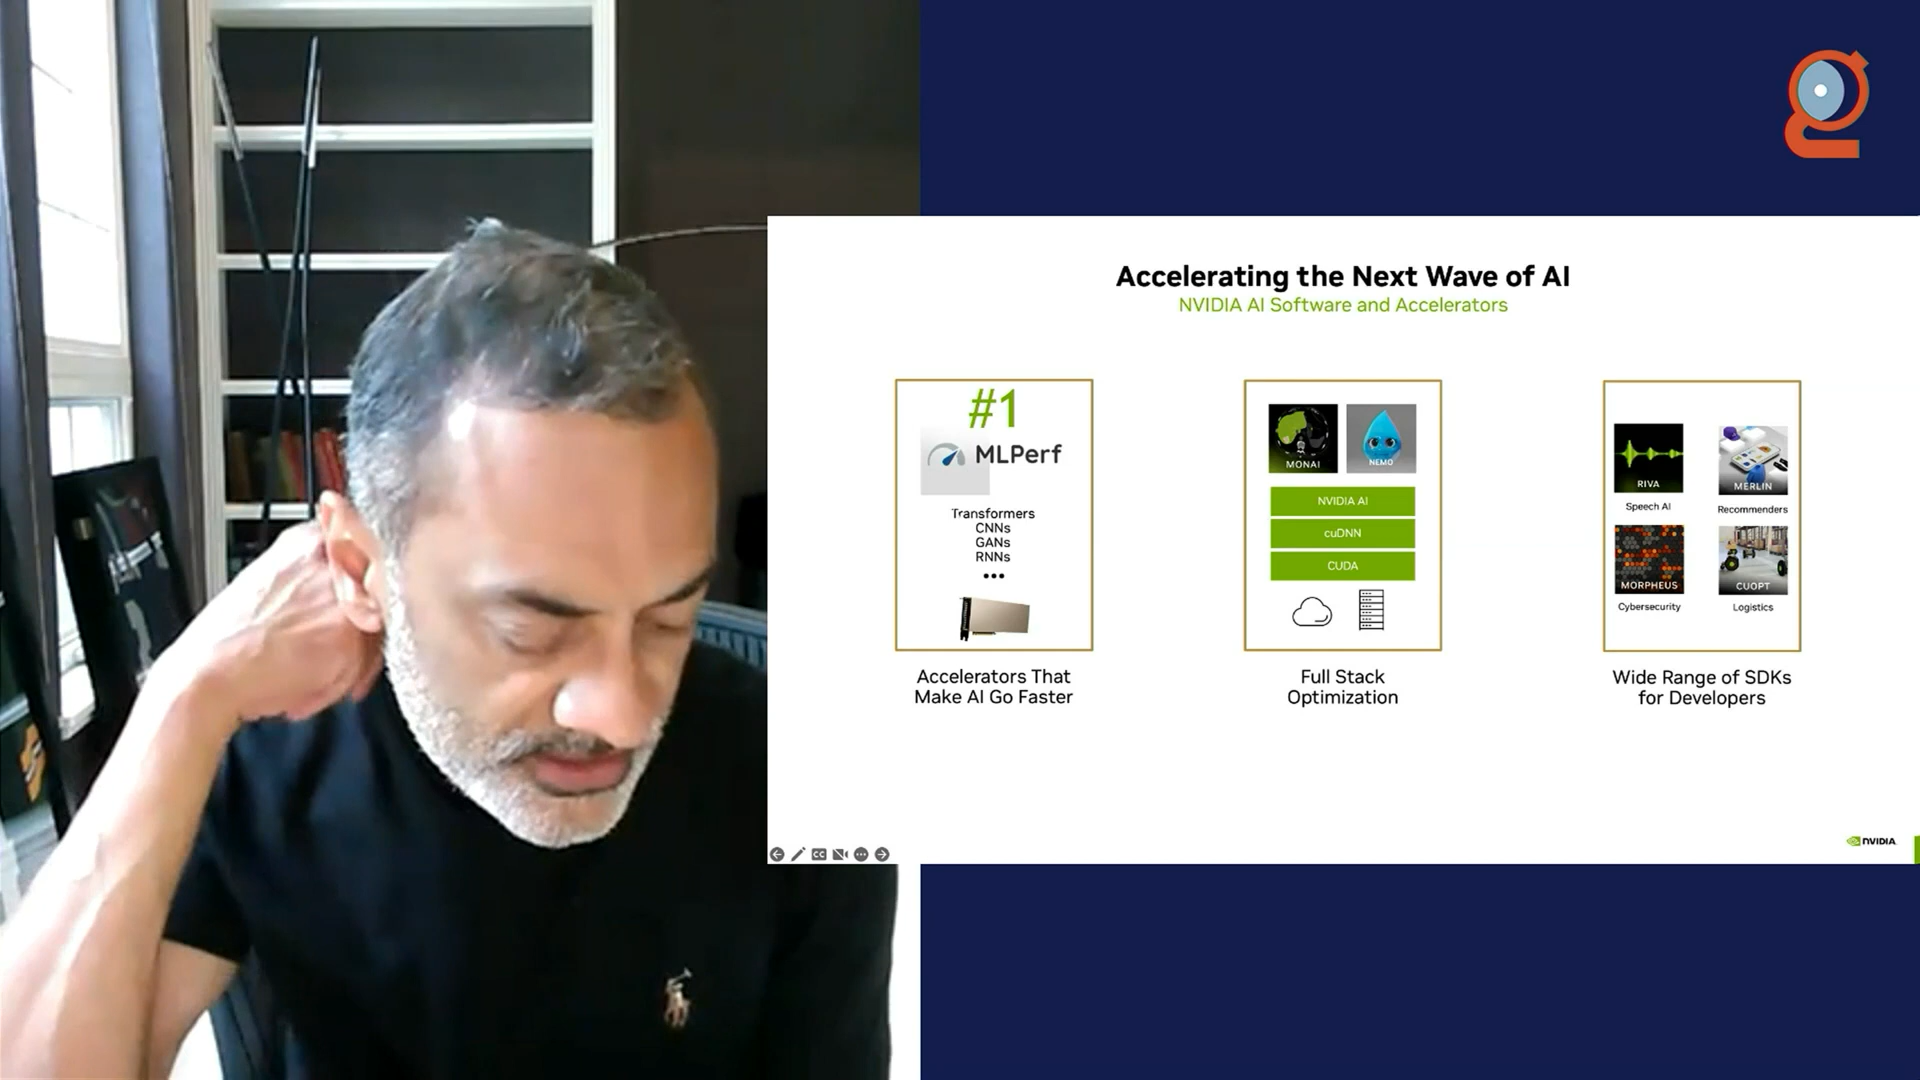 Accelerating the Next Wave of AI
NVIDIA AI Software and Accelerators
#1
MLPerf
Transformers
CNNs
GANs
RNNs
•••
Accelerators That
Make AI Go Faster
MONAI
NEMO
NVIDIA AI
cuDNN
CUDA
Full Stack
Optimization
RIVA
Speech AI
MERLIN
Recommenders
MORPHEUS
Cybersecurity
CUOPT
Logistics
Wide Range of SDKs
for Developers
CC
NVIDIA